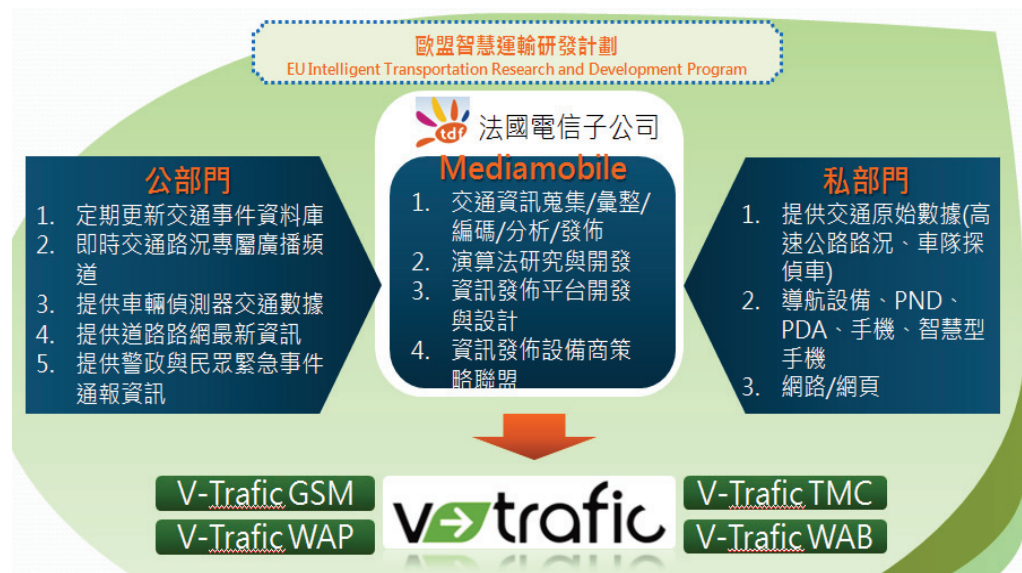 歐盟智慧運輸研發計劃
EU Intelligent Transportation Research and Development Program
tdf 法國電信子公司
Mediamobile
1. 交通資訊蒐集/彙整/
編碼/分析/發佈
2. 演算法研究與開發
3. 資訊發佈平台開發
與設計
4. 資訊發佈設備商策
略聯盟
公部門
1. 定期更新交通事件資料庫
2. 即時交通路況專屬廣播頻
道
3. 提供車輛偵測器交通數據
4. 提供道路路網最新資訊
5. 提供警政與民眾緊急事件
通報資訊
私部門
1. 提供交通原始數據(高
速公路路況、車隊探
偵車)
2. 導航設備、PND、
PDA、手機、智慧型
手機
3. 網路/網頁
V-Trafic GSM
V-Trafic WAP
v trafic
V-Trafic TMC
V-Trafic WAB